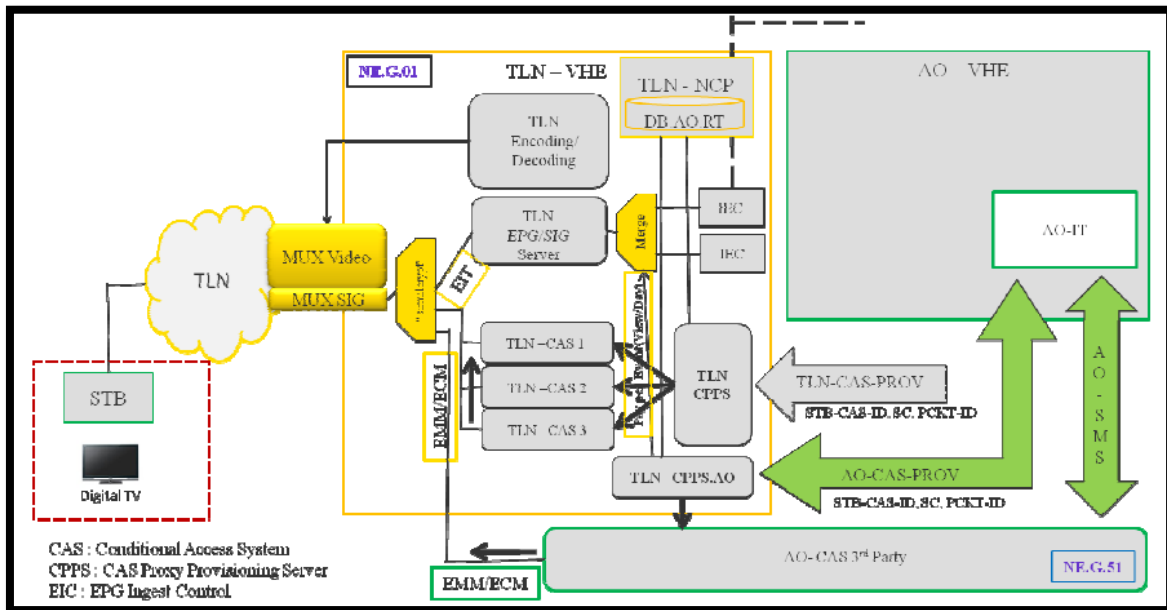 NE.G.01
TLN – VHE
TLN - NCP
DB.AO.RT
AO VHE
TLN
Encoding/
Decoding
IEC
AO-IT
TLN
EPG/SIG
Server
Merge
IEC
MUX Video
TLN
MUX SIG
EIT
TLN –CAS 1
TLN –CAS 2
TLN CAS 3
TLN
CPPS
TLN-CAS-PROV
STB-CAS-ID, SC, PCKT-ID
AO-SMS
EMM/ECM
STB
Digital TV
TLN CPPS.AO
AO-CAS-PROV
STB-CAS-ID, SC, PCKT-ID
CAS : Conditional Access System
CPPS : CAS Proxy Provisioning Server
EIC : EPG Ingest Control
EMM/ECM
AO- CAS 3rd Party
NE.G.51